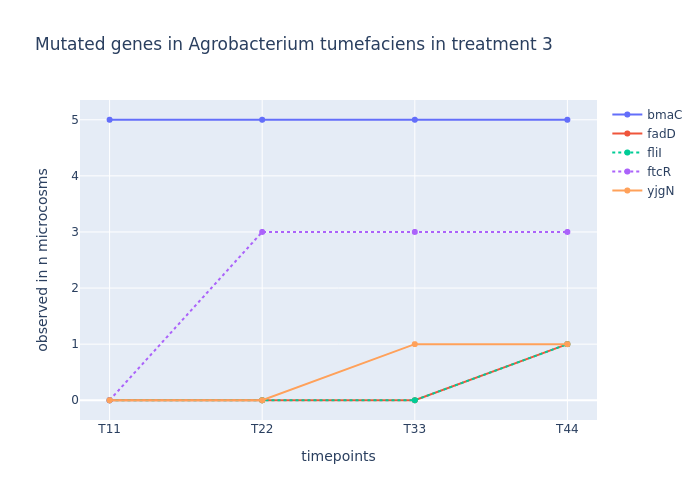 Mutated genes in Agrobacterium tumefaciens in treatment 3
observed in n microcosms
5
4
3
2
1
0
T11 T22 T33 T44
timepoints
bmaC
fadD
fliI
ftcR
yjgN